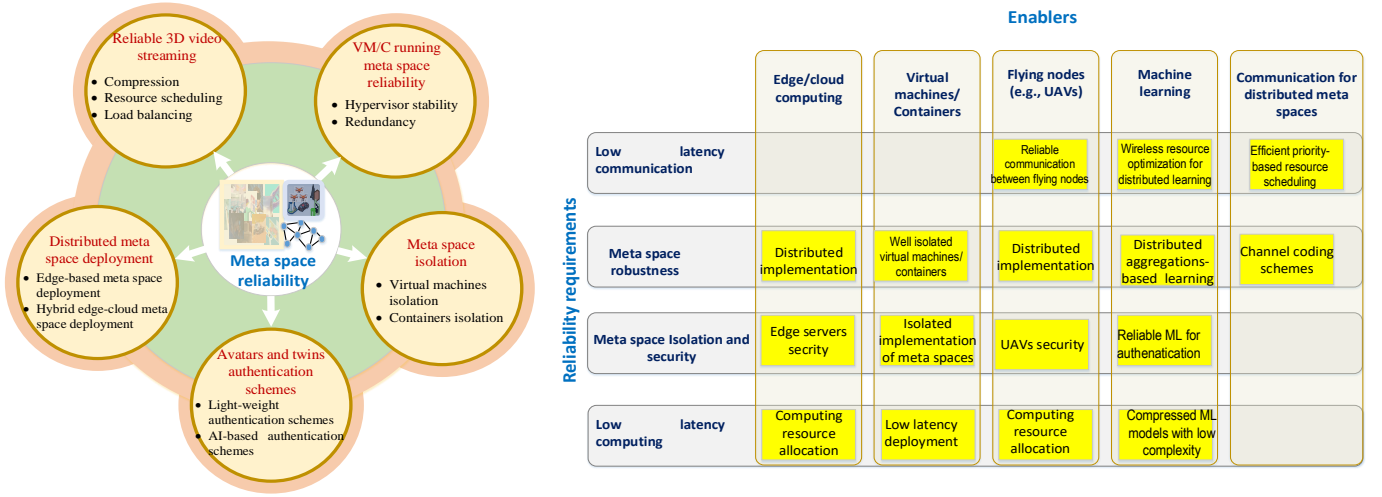 Reliable 3D video
streaming
• Compression
• Resource scheduling
• Load balancing
VM/C running
meta space
reliability
• Hypervisor stability
• Redundancy
Distributed meta
space deployment
• Edge-based meta space
deployment
• Hybrid edge-cloud meta
space deployment
Meta space
reliability
Meta space
isolation
• Virtual machines
isolation
• Containers isolation
Avatars and twins
authentication
schemes
• Light-weight
authentication schemes
• AI-based authentication
schemes
Enablers
Reliability requirements
Edge/cloud
computing
Virtual
machines/
Containers
Flying nodes
(e.g., UAVs)
Machine
learning
Communication for
distributed meta
spaces
Low latency
communication
Reliable
communication
between flying nodes
Wireless resource
optimization for
distributed learning
Efficient priority-
based resource
scheduling
Meta space
robustness
Distributed
implementation
Well isolated
virtual machines/
containers
Distributed
implementation
Distributed
aggregations-
based learning
Channel coding
schemes
Meta space Isolation and
security
Edge servers
secrity
Isolated
implementation
of meta spaces
UAVs security
Reliable ML for
authenatication
Low latency
computing
Computing
resource
allocation
Low latency
deployment
Computing
resource
allocation
Compressed ML
models with low
complexity